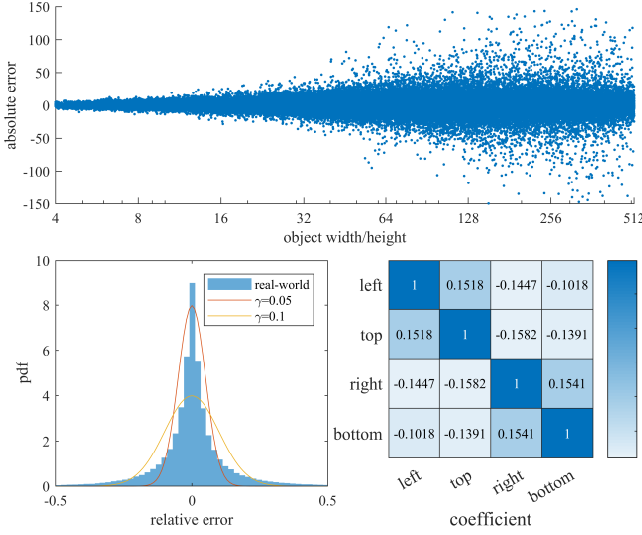 150
100
50
0
-50
-100
-150
absolute error
4 8 16 32 64 128 256 512
object width/height
10
8
6
4
2
0
pdf
real-world
γ=0.05
γ=0.1
-0.5 0 0.5
relative error
left 1 0.1518 -0.1447 -0.1018
top 0.1518 1 -0.1582 -0.1391
right -0.1447 -0.1582 1 0.1541
bottom -0.1018 -0.1391 0.1541 1
left top right bottom
coefficient